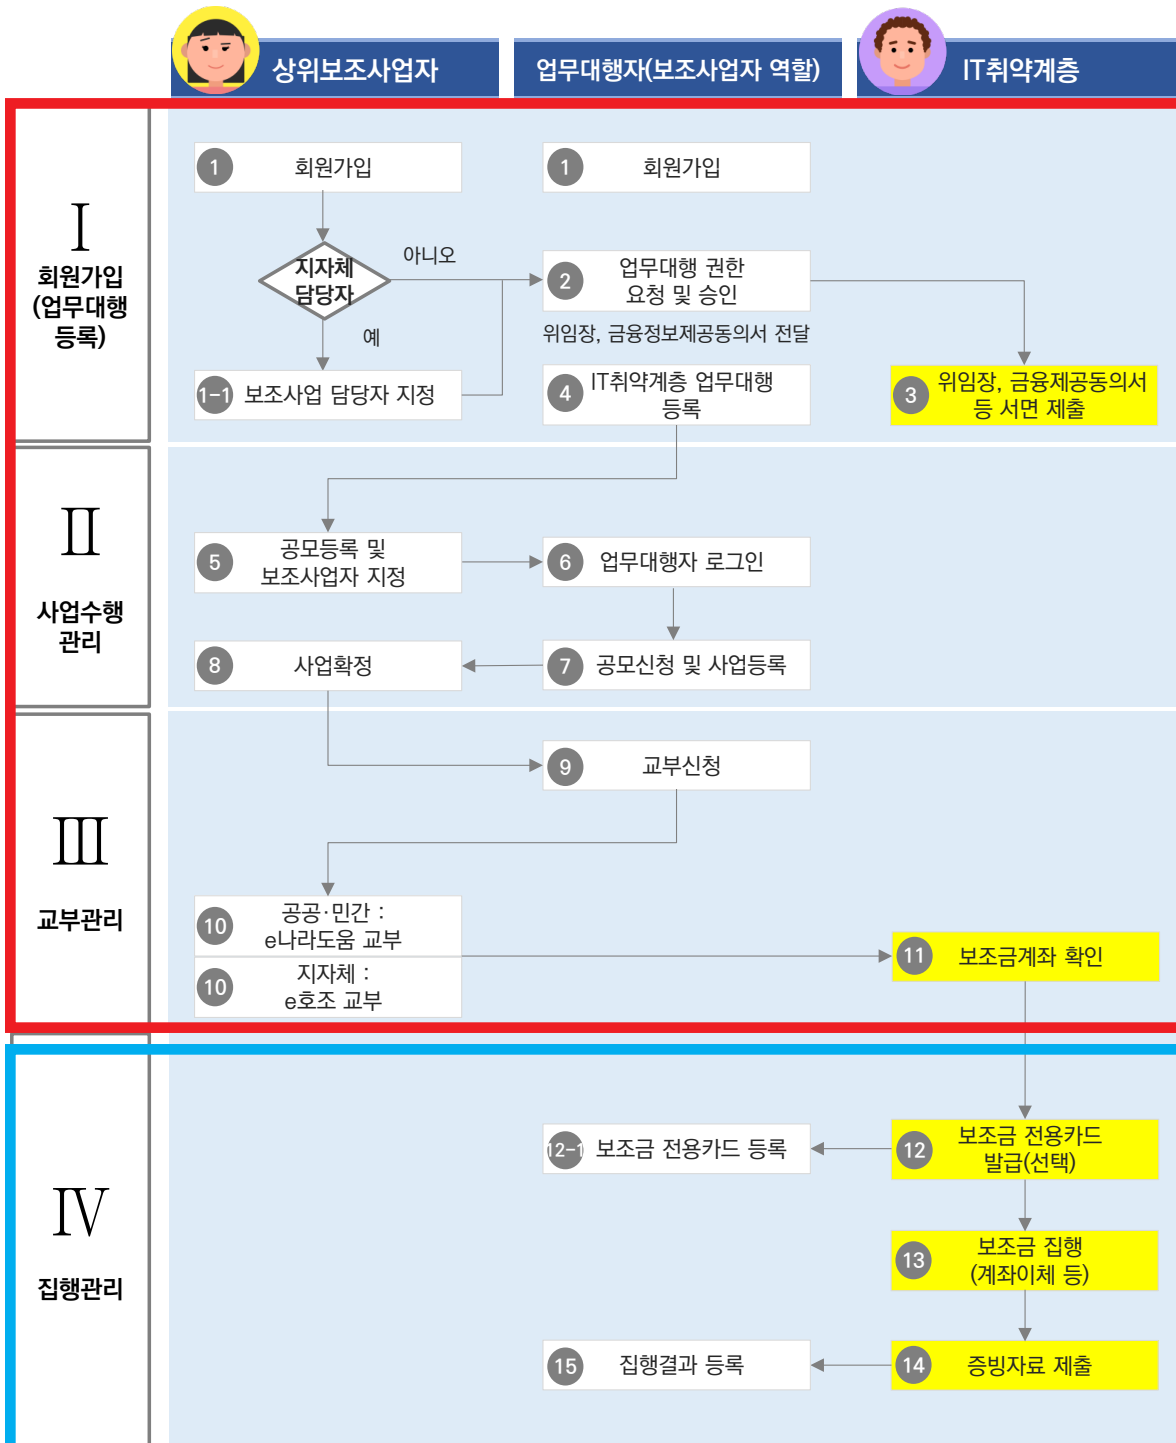 상위보조사업자
업무대행자(보조사업자 역할)
IT취약계층
Ⅰ
회원가입
(업무대행
등록)
1 회원가입
1 회원가입
지자체
담당자
아니오
예
2 업무대행 권한
요청 및 승인
위임장, 금융정보제공동의서 전달
1-1 보조사업 담당자 지정
4 IT취약계층 업무대행
등록
3 위임장, 금융제공동의서
등 서면 제출
Ⅱ
사업수행
관리
5 공모등록 및
보조사업자 지정
6 업무대행자 로그인
8 사업확정
7 공모신청 및 사업등록
Ⅲ
교부관리
9 교부신청
10 공공·민간 :
e나라도움 교부
10 지자체 :
e호조 교부
11 보조금계좌 확인
Ⅳ
집행관리
12-1 보조금 전용카드 등록
12 보조금 전용카드
발급(선택)
13 보조금 집행
(계좌이체 등)
15 집행결과 등록
14 증빙자료 제출